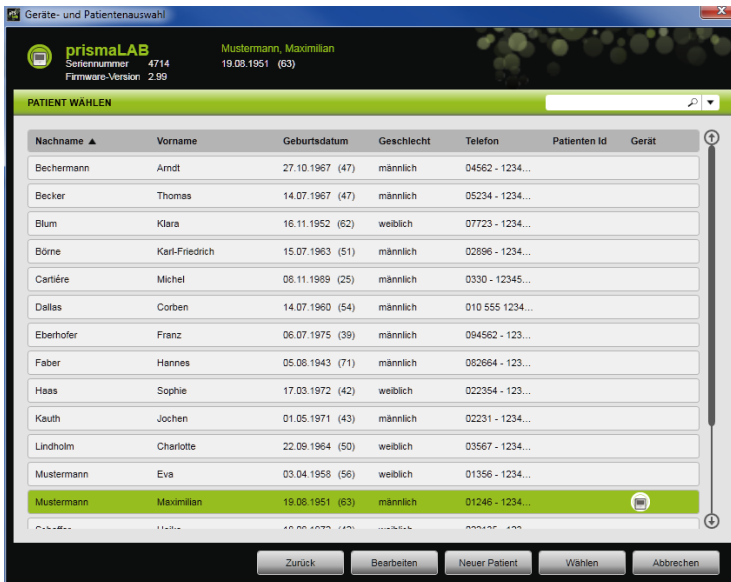 Geräte- und Patientenauswahl
prismaLAB
Seriennummer 4714
Firmware-Version 2.99
Mustermann, Maximilian
19.08.1951 (63)
PATIENT WÄHLEN
Nachname ▲ Vorname Geburtsdatum Geschlecht Telefon Patienten Id Gerät
Bechermann Arndt 27.10.1967 (47) männlich 04562 - 1234...
Becker Thomas 14.07.1967 (47) männlich 05234 - 1234...
Blum Klara 16.11.1952 (62) weiblich 07723 - 1234...
Börne Karl-Friedrich 15.07.1963 (51) männlich 02896 - 1234...
Cartiére Michel 08.11.1989 (25) männlich 0330 - 12345...
Dallas Corben 14.07.1960 (54) männlich 010 555 1234...
Eberhofer Franz 06.07.1975 (39) männlich 094562 - 123...
Faber Hannes 05.08.1943 (71) männlich 082664 - 123...
Haas Sophie 17.03.1972 (42) weiblich 022354 - 123...
Kauth Jochen 01.05.1971 (43) männlich 02231 - 1234...
Lindholm Charlotte 22.09.1964 (50) weiblich 03567 - 1234...
Mustermann Eva 03.04.1958 (56) weiblich 01356 - 1234...
Mustermann Maximilian 19.08.1951 (63) männlich 01246 - 1234...
Zurück Bearbeiten Neuer Patient Wählen Abbrechen